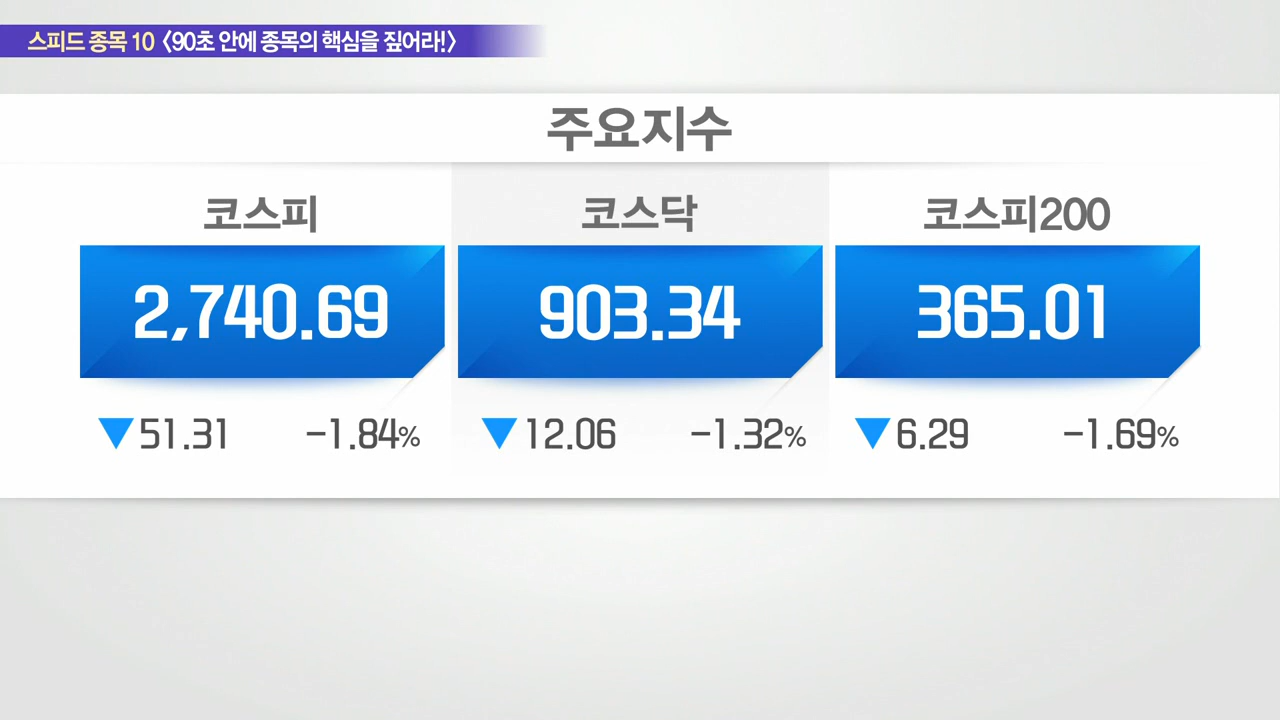 스피드 종목 10 <90초 안에 종목의 핵심을 짚어라!>
주요지수
코스피 코스닥 코스피200
2,740.69 903.34 365.01
▼51.31 -1.84% ▼12.06 -1.32% ▼6.29 -1.69%